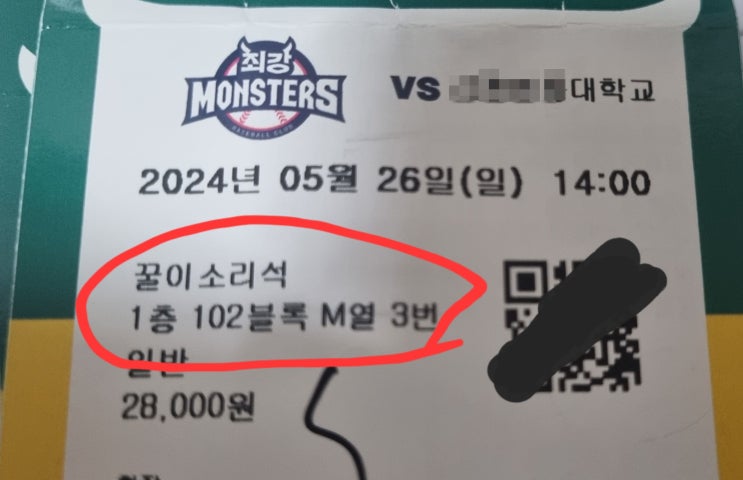 최강
MONSTERS
BASEBALL CLUB
VS 대학교
2024년 05월 26일(일) 14:00
꿀이소리석
1층 102블록 M열 3번
일반
28,000원